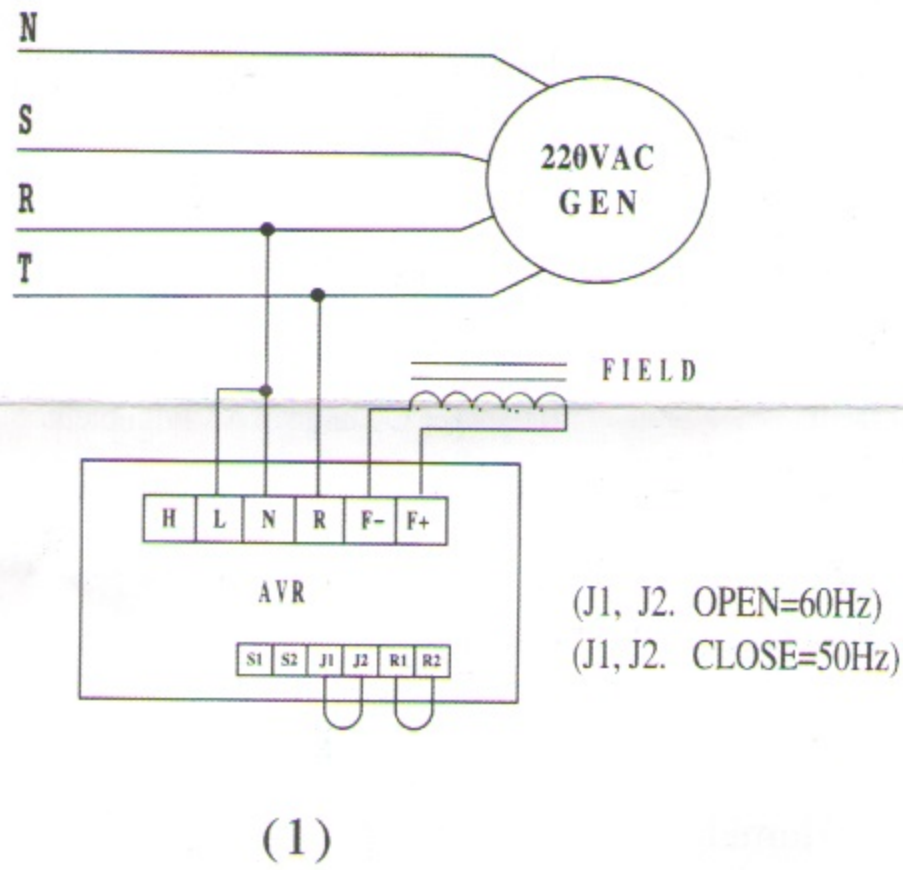 N
S
220VAC
GEN
R
T
FIELD
H L N R F- F+
AVR
(J1, J2. OPEN=60Hz)
S1 S2 J1 J2 R1 R2
(J1, J2. CLOSE=50Hz)
(1)